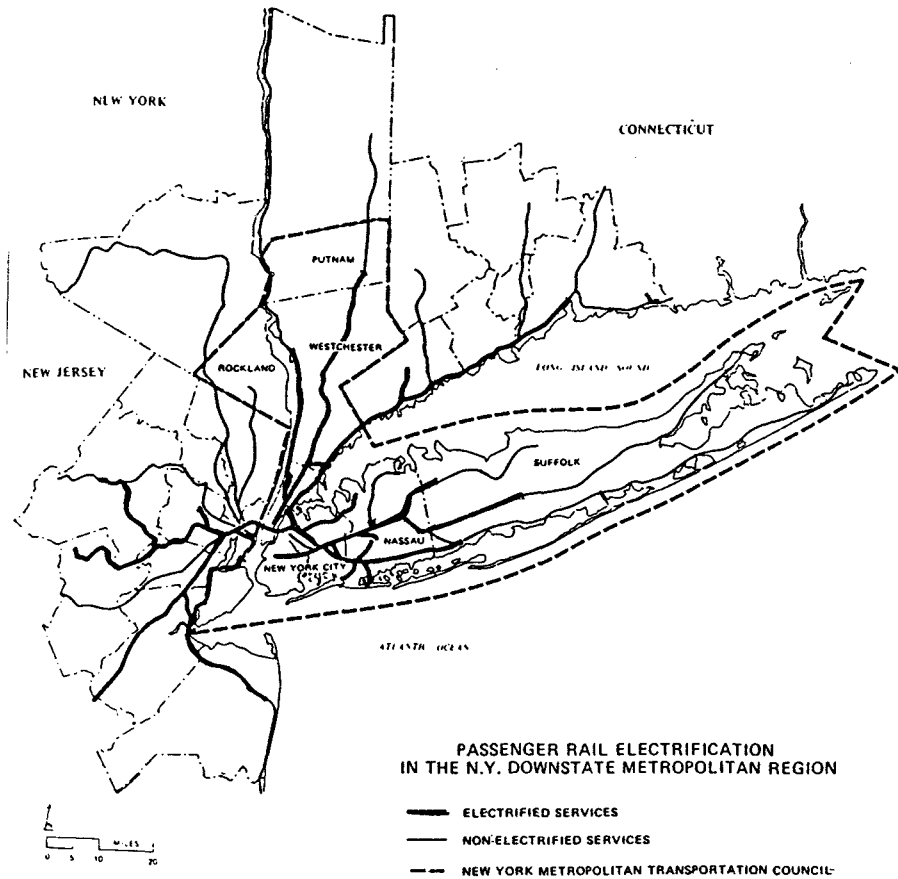 NEW YORK
CONNECTICUT
PUTNAM
WESTCHESTER
ROCKLAND
NEW JERSEY
LONG ISLAND SOUND
SUFFOLK
NASSAU
NEW YORK CITY
ATLANTIC OCEAN
PASSENGER RAIL ELECTRIFICATION
IN THE N.Y. DOWNSTATE METROPOLITAN REGION
ELECTRIFIED SERVICES
NON-ELECTRIFIED SERVICES
NEW YORK METROPOLITAN TRANSPORTATION COUNCIL
MILES
0 5 10 20